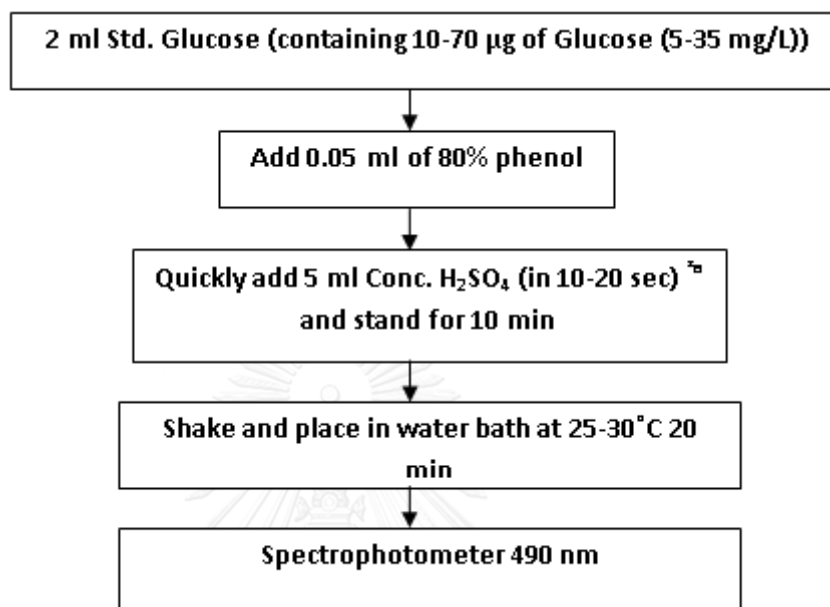 2 ml Std. Glucose (containing 10-70 µg of Glucose (5-35 mg/L))
Add 0.05 ml of 80% phenol
Quickly add 5 ml Conc. H₂SO₄ (in 10-20 sec)
and stand for 10 min
Shake and place in water bath at 25-30˚C 20
min
Spectrophotometer 490 nm